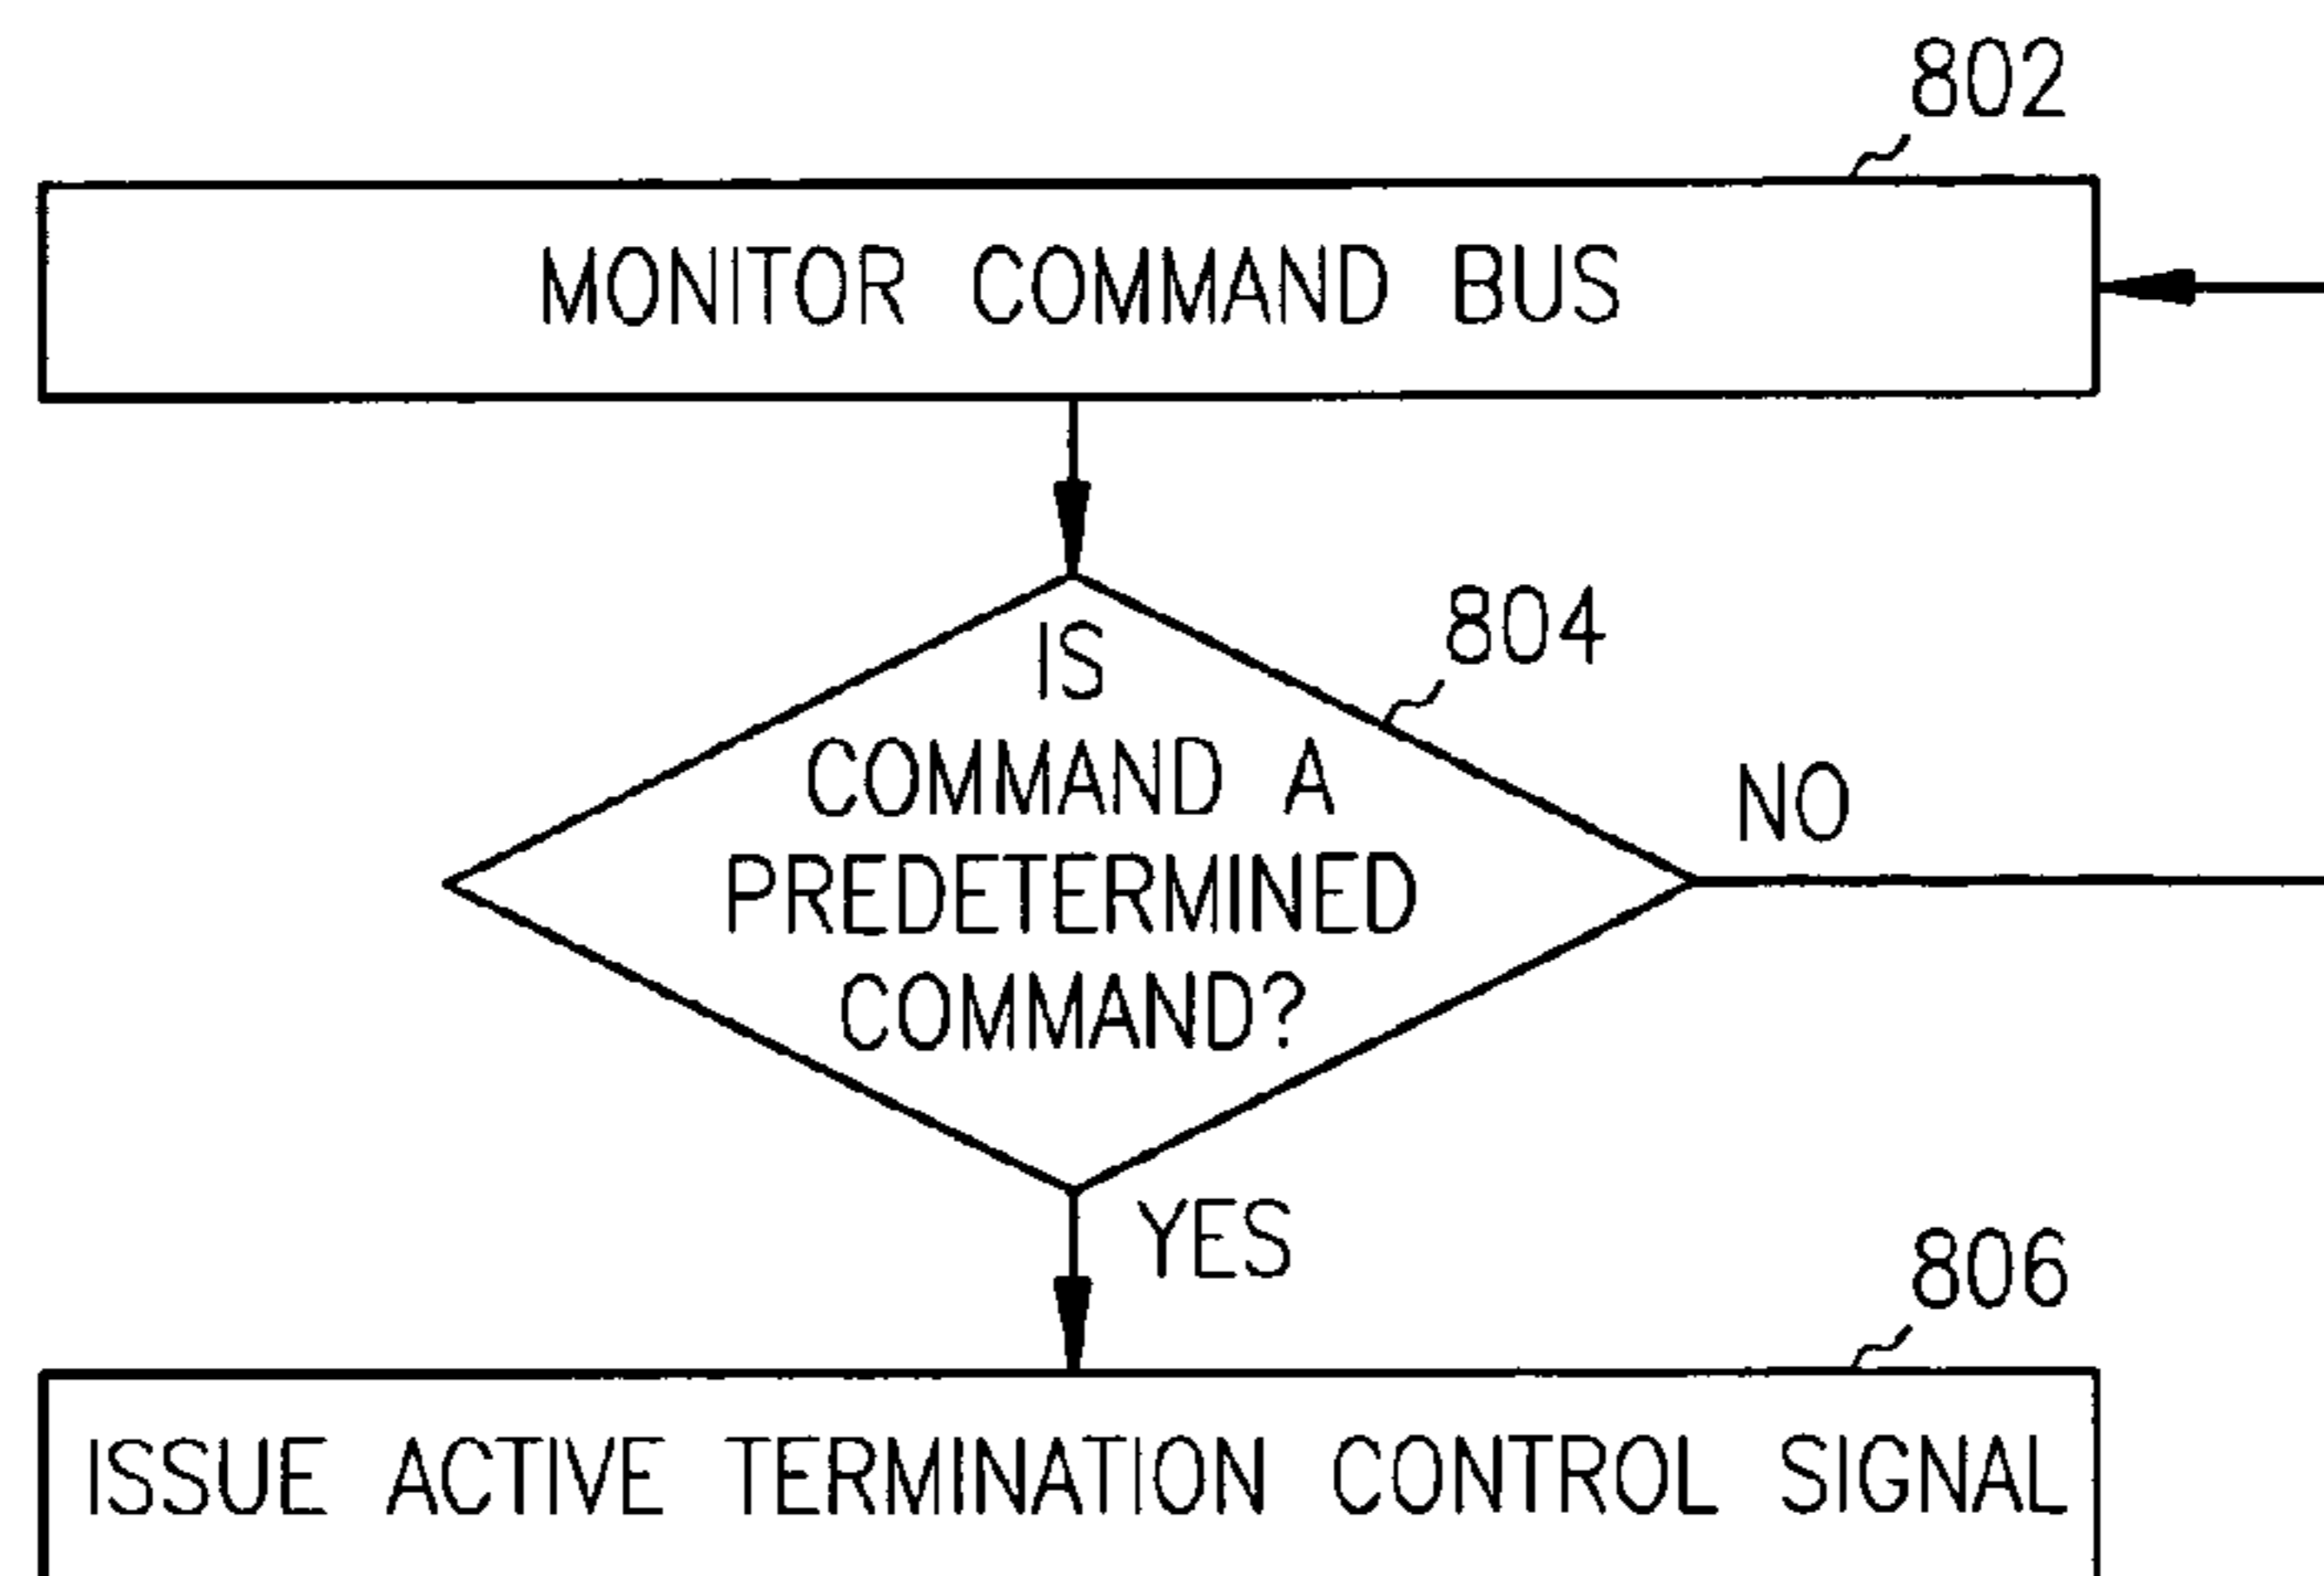 802
MONITOR COMMAND BUS
804
IS
COMMAND A
PREDETERMINED
COMMAND?
NO
YES
806
ISSUE ACTIVE TERMINATION CONTROL SIGNAL